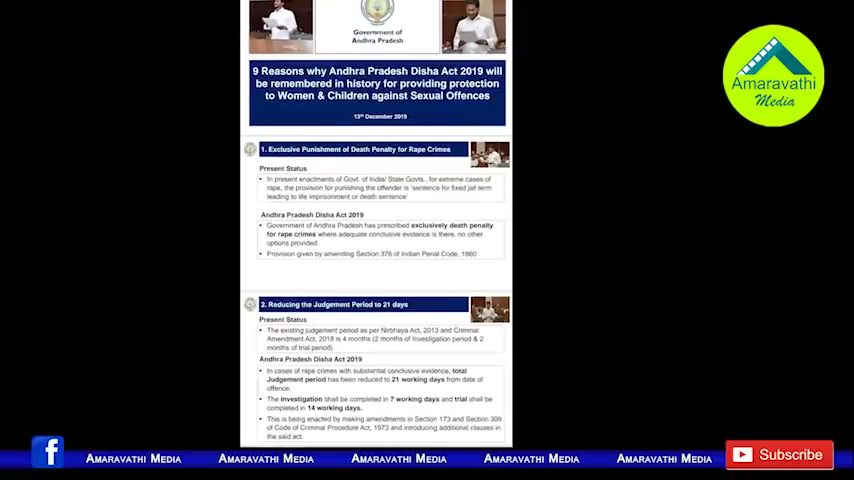 Government of
Andhra Pradesh
9 Reasons why Andhra Pradesh Disha Act 2019 will
be remembered in history for providing protection
to Women & Children against Sexual Offences
13th December 2019
1. Exclusive Punishment of Death Penalty for Rape Crimes
Present Status
• In present enactments of Govt. of India/ State Govts., for extreme cases of
rape, the provision for punishing the offender is 'sentence for fixed jail term
leading to life imprisonment or death sentence'
Andhra Pradesh Disha Act 2019
• Government of Andhra Pradesh has prescribed exclusively death penalty
for rape crimes where adequate conclusive evidence is there, no other
options provided.
• Provision given by amending Section 376 of Indian Penal Code, 1860
2. Reducing the Judgement Period to 21 days
Present Status
• The existing judgement period as per Nirbhaya Act, 2013 and Criminal
Amendment Act, 2018 is 4 months (2 months of Investigation period & 2
months of trial period).
Andhra Pradesh Disha Act 2019
• In cases of rape crimes with substantial conclusive evidence, total
Judgement period has been reduced to 21 working days from date of
offence.
• The investigation shall be completed in 7 working days and trial shall be
completed in 14 working days.
• This is being enacted by making amendments in Section 173 and Section 309
of Code of Criminal Procedure Act, 1973 and introducing additional clauses in
the said act.
Amaravathi
Media
f AMARAVATHI MEDIA AMARAVATHI MEDIA AMARAVATHI MEDIA AMARAVATHI MEDIA AMARAVATHI MEDIA Subscribe